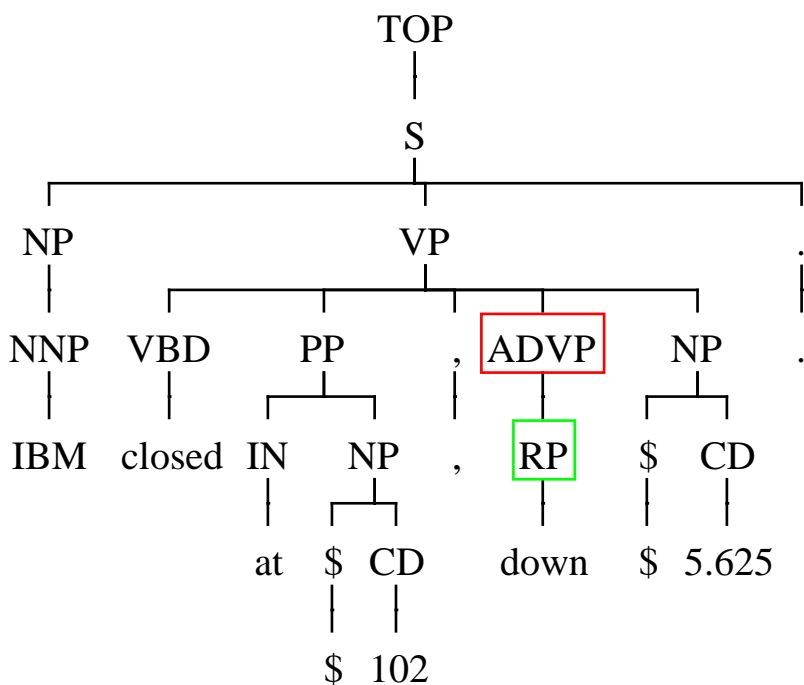 TOP
S
NP VP .
NNP VBD PP , ADVP NP .
IBM closed IN NP , RP $ CD
at $ CD down $ 5.625
$ 102